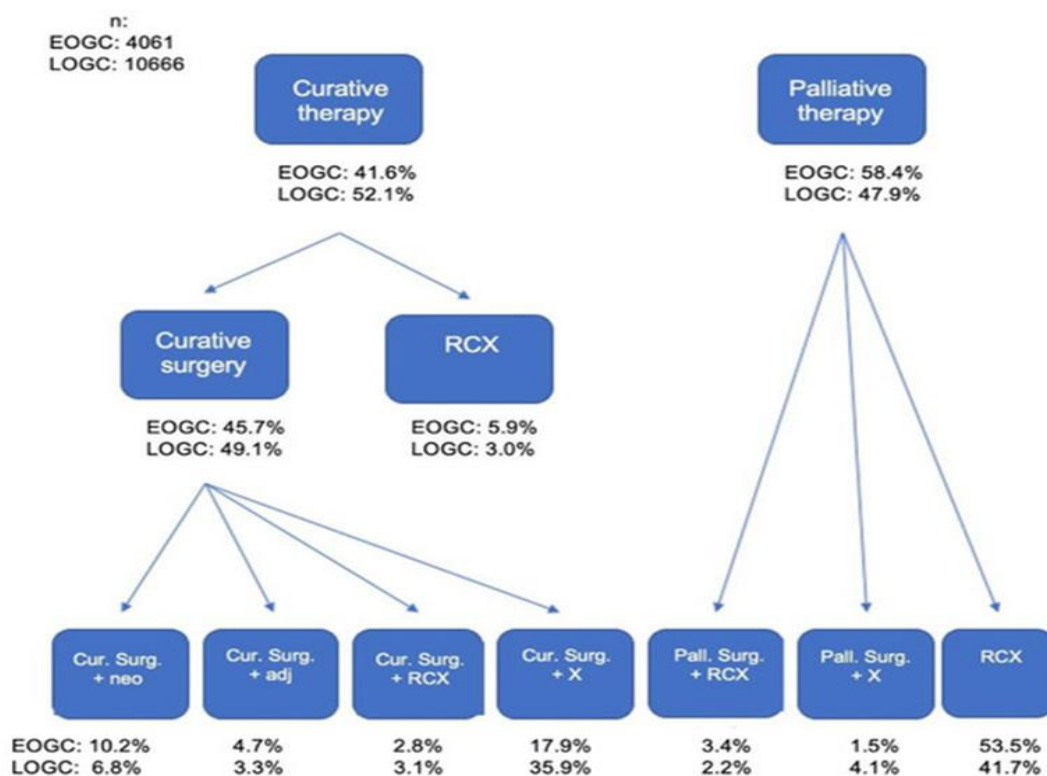 n:
EOGC: 4061
LOGC: 10666
Curative
therapy
EOGC: 41.6%
LOGC: 52.1%
Palliative
therapy
EOGC: 58.4%
LOGC: 47.9%
Curative
surgery
EOGC: 45.7%
LOGC: 49.1%
RCX
EOGC: 5.9%
LOGC: 3.0%
Cur. Surg.
+ neo
Cur. Surg.
+ adj
Cur. Surg.
+ RCX
Cur. Surg.
+ X
Pall. Surg.
+ RCX
Pall. Surg.
+ X
RCX
EOGC: 10.2% 4.7% 2.8% 17.9% 3.4% 1.5% 53.5%
LOGC: 6.8% 3.3% 3.1% 35.9% 2.2% 4.1% 41.7%